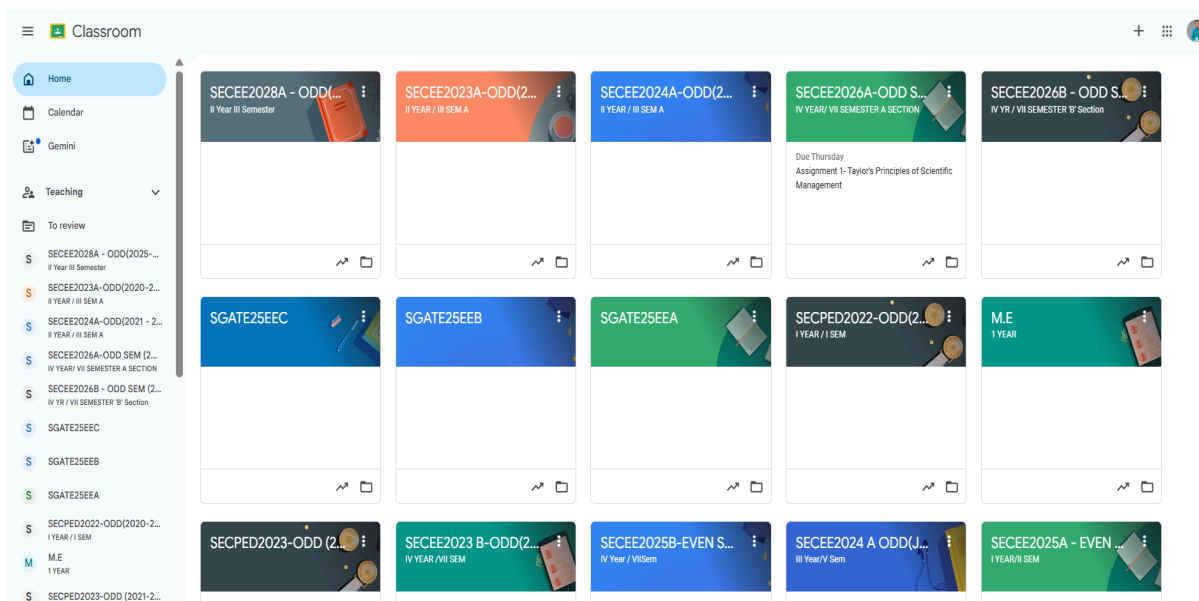 Classroom
Home
Calendar
Gemini
Teaching
To review
SECEE2028A - ODD(2025-...
II Year III Semester
SECEE2023A-ODD(2020-2...
II YEAR / III SEM A
SECEE2024A-ODD(2021 - 2...
II YEAR / III SEM A
SECEE2026A-ODD SEM (2...
IV YEAR/ VII SEMESTER A SECTION
SECEE2026B - ODD SEM (2...
IV YR / VII SEMESTER 'B' Section
SGATE25EEC
SGATE25EEB
SGATE25EEA
SECPED2022-ODD(2020-2...
I YEAR / I SEM
M.E
1 YEAR
SECPED2023-ODD (2021-2...
SECEE2028A - ODD(...
II Year III Semester
SECEE2023A-ODD(2...
II YEAR / III SEM A
SECEE2024A-ODD(2...
II YEAR / III SEM A
SECEE2026A-ODD S...
IV YEAR/ VII SEMESTER A SECTION
Due Thursday
Assignment 1- Taylor's Principles of Scientific
Management
SECEE2026B - ODD S...
IV YR / VII SEMESTER 'B' Section
SGATE25EEC
SGATE25EEB
SGATE25EEA
SECPED2022-ODD(2...
I YEAR / I SEM
M.E
1 YEAR
SECPED2023-ODD (2...
SECEE2023 B-ODD(2...
IV YEAR /VII SEM
SECEE2025B-EVEN S...
IV Year / VIISem
SECEE2024 A ODD(J...
III Year/V Sem
SECEE2025A - EVEN ...
I YEAR/II SEM
S
S
S
S
S
S
S
S
S
M
S